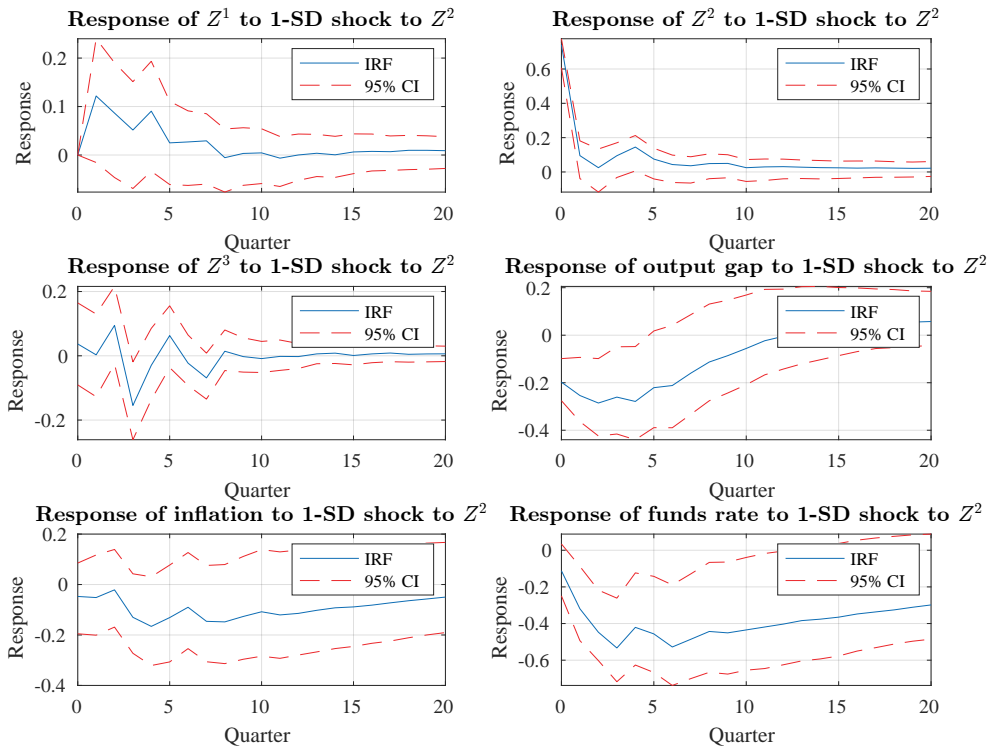 Response of Z¹ to 1-SD shock to Z²
0.2
0.1
0
Response
IRF
95% CI
0 5 10 15 20
Quarter
Response of Z² to 1-SD shock to Z²
0.6
0.4
0.2
0
Response
IRF
95% CI
0 5 10 15 20
Quarter
Response of Z³ to 1-SD shock to Z²
0.2
0
-0.2
Response
IRF
95% CI
0 5 10 15 20
Quarter
Response of output gap to 1-SD shock to Z²
0.2
0
-0.2
-0.4
Response
IRF
95% CI
0 5 10 15 20
Quarter
Response of inflation to 1-SD shock to Z²
0.2
0
-0.2
-0.4
Response
IRF
95% CI
0 5 10 15 20
Quarter
Response of funds rate to 1-SD shock to Z²
0
-0.2
-0.4
-0.6
Response
IRF
95% CI
0 5 10 15 20
Quarter